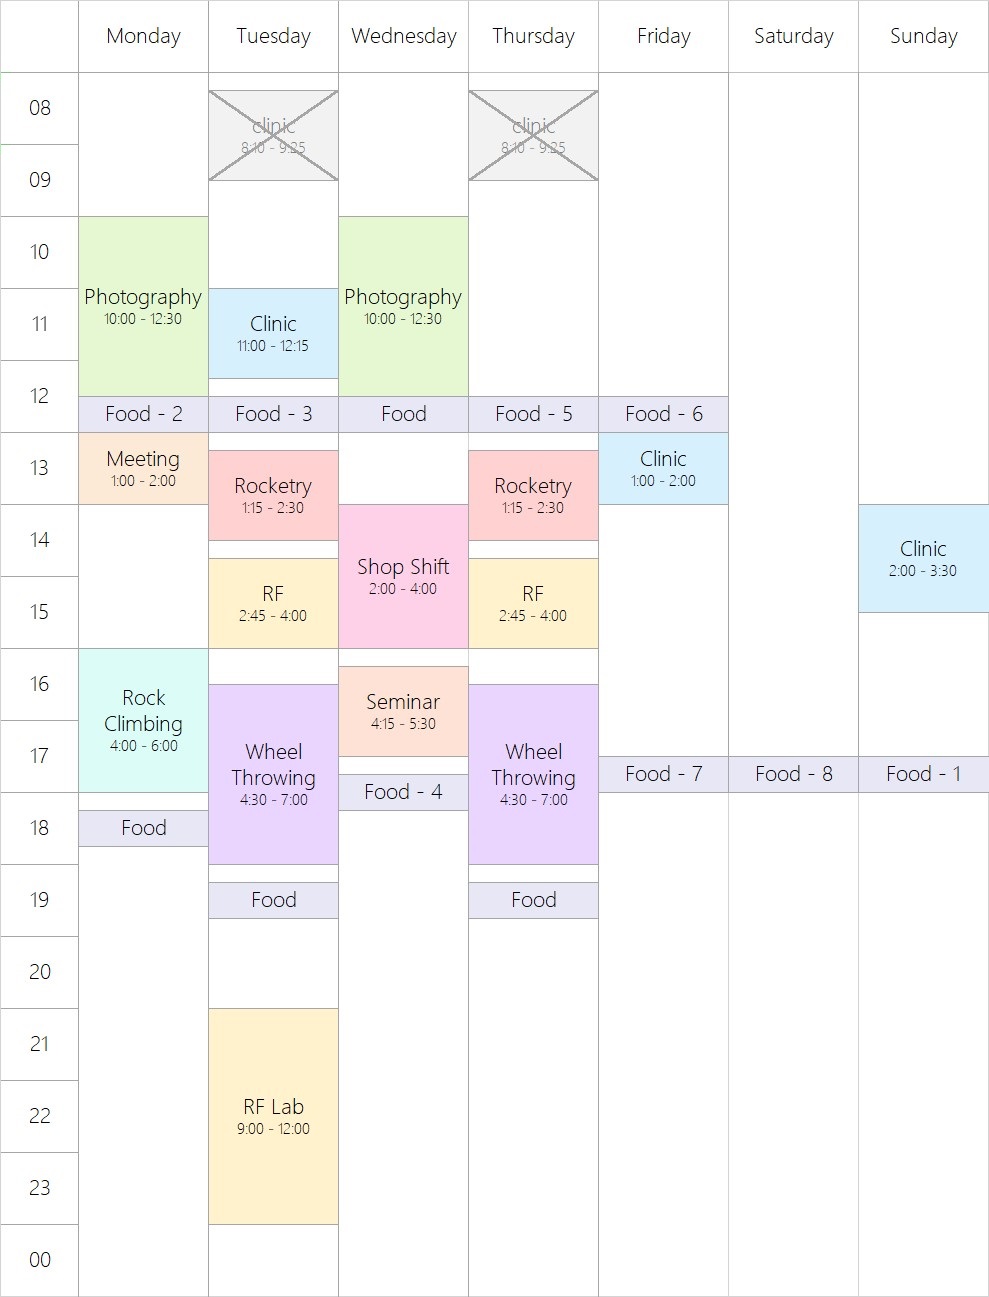 Monday Tuesday Wednesday Thursday Friday Saturday Sunday
08
clinic clinic
8:10 - 9:25 8:10 - 9:25
09
10
Photography Photography
10:00 - 12:30 10:00 - 12:30
11
Clinic
11:00 - 12:15
12
Food - 2 Food - 3 Food Food - 5 Food - 6
13
Meeting Clinic
1:00 - 2:00 1:00 - 2:00
Rocketry Rocketry
1:15 - 2:30 1:15 - 2:30
14
Clinic
2:00 - 3:30
Shop Shift
2:00 - 4:00
RF RF
2:45 - 4:00 2:45 - 4:00
15
16
Rock
Climbing
4:00 - 6:00
Seminar
4:15 - 5:30
Wheel Wheel
Throwing Throwing
4:30 - 7:00 4:30 - 7:00
17
Food - 7 Food - 8 Food - 1
Food - 4
18
Food
19
Food Food
20
21
RF Lab
9:00 - 12:00
22
23
00